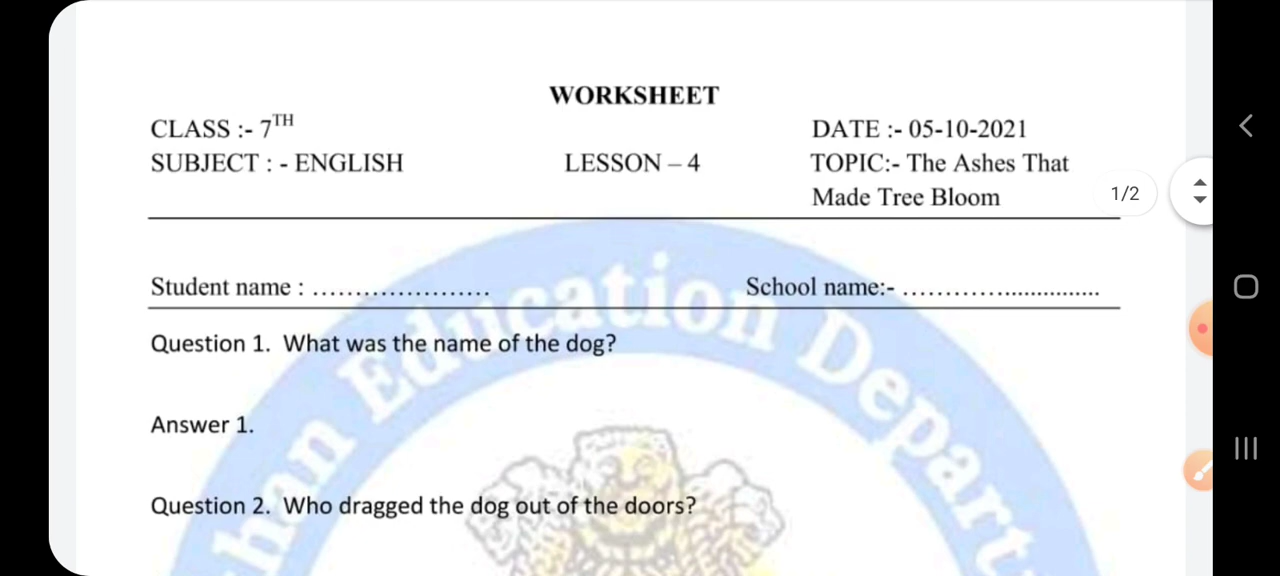 WORKSHEET
CLASS :- 7TH
DATE :- 05-10-2021
SUBJECT : - ENGLISH
LESSON – 4
TOPIC:- The Ashes That
Made Tree Bloom
1/2
Student name : .....................
School name:- ...........................
Question 1.  What was the name of the dog?
Answer 1.
Question 2.  Who dragged the dog out of the doors?
Education